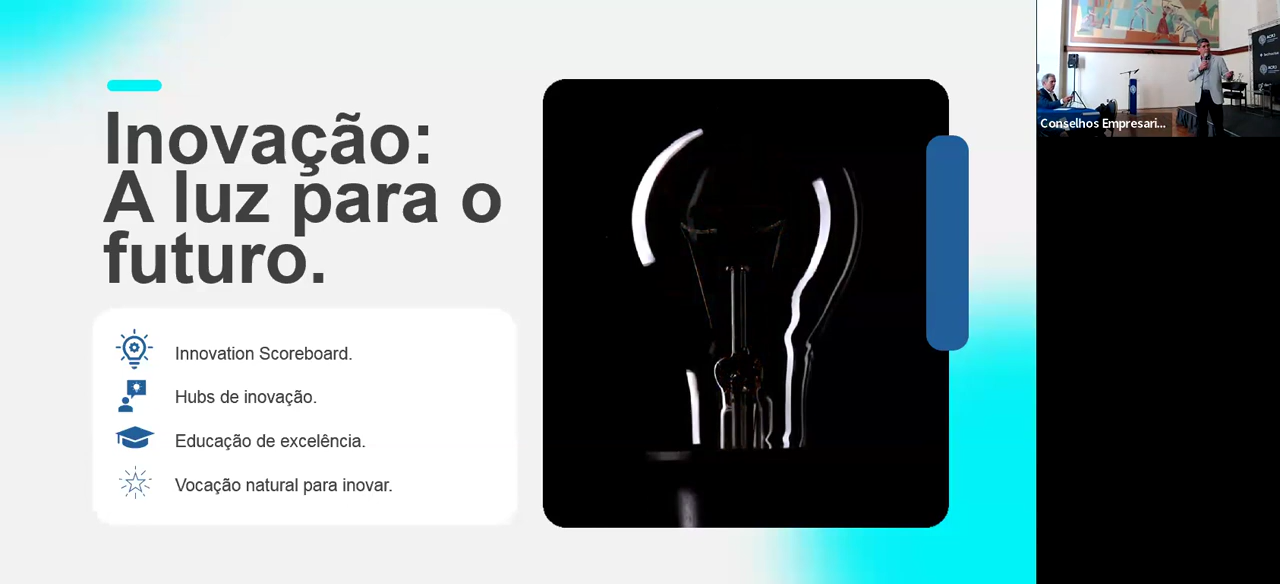 Inovação:
A luz para o
futuro.
Innovation Scoreboard.
Hubs de inovação.
Educação de excelência.
Vocação natural para inovar.
Conselhos Empresari...